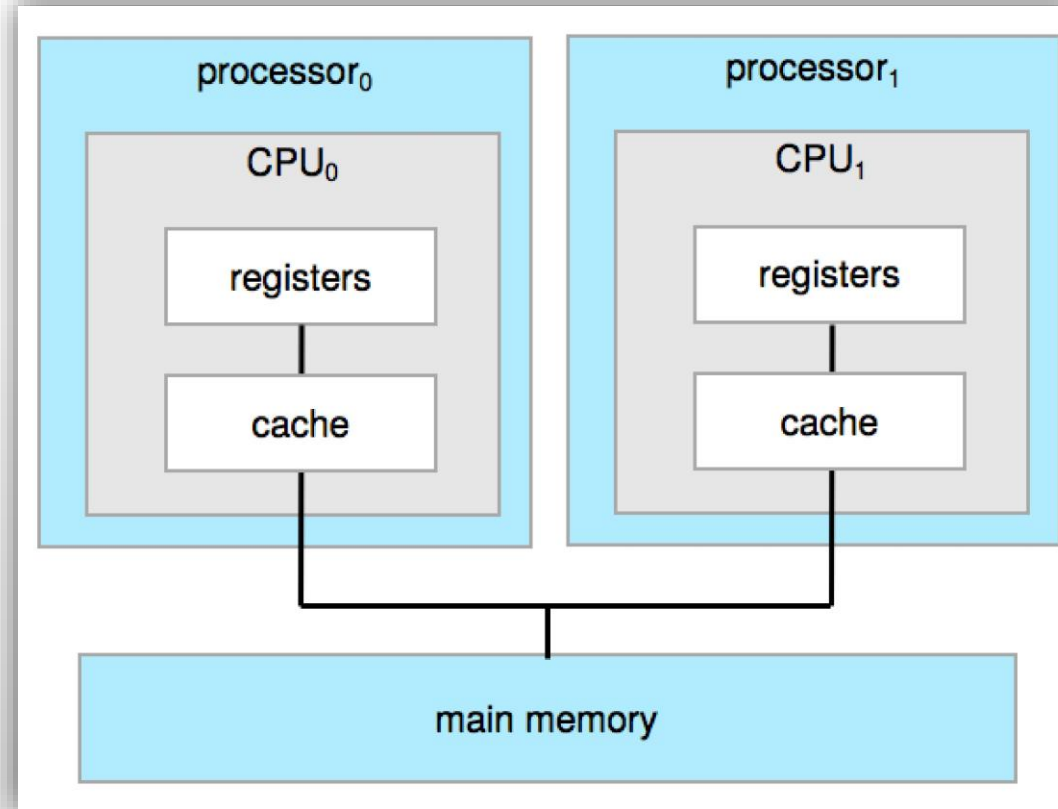 processor₀
CPU₀
registers
cache
processor₁
CPU₁
registers
cache
main memory